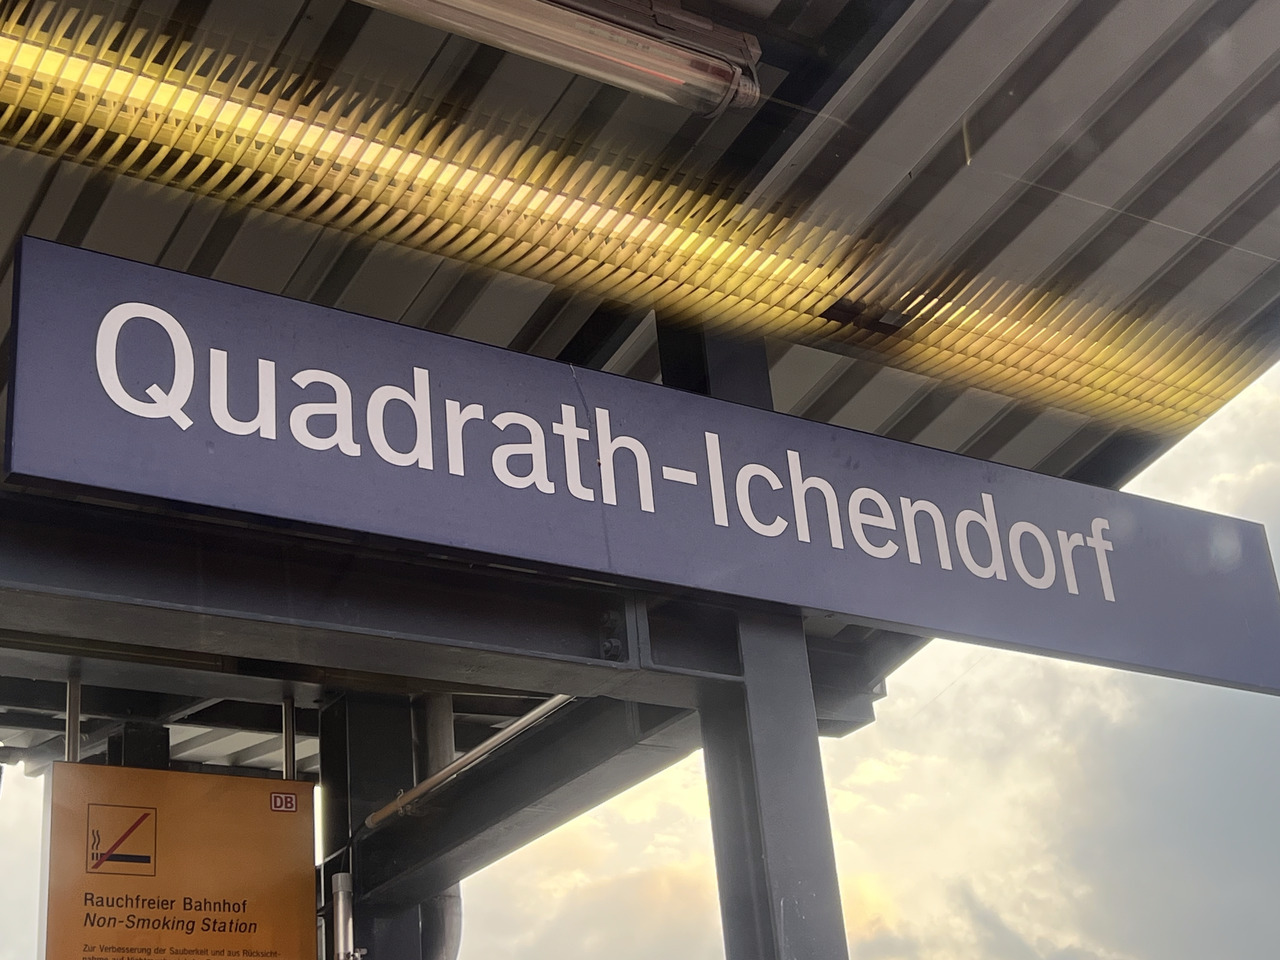 Quadrath-Ichendorf
DB
Rauchfreier Bahnhof
Non-Smoking Station
Zur Verbesserung der Sauberkeit und aus Rücksicht-